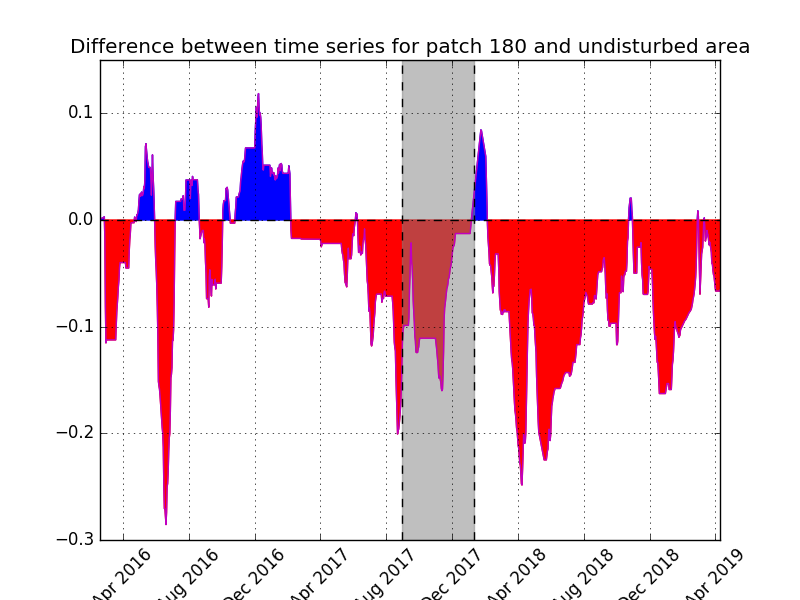 Difference between time series for patch 180 and undisturbed area
0.1
0.0
−0.1
−0.2
−0.3
Apr 2016
Aug 2016
Dec 2016
Apr 2017
Aug 2017
Dec 2017
Apr 2018
Aug 2018
Dec 2018
Apr 2019